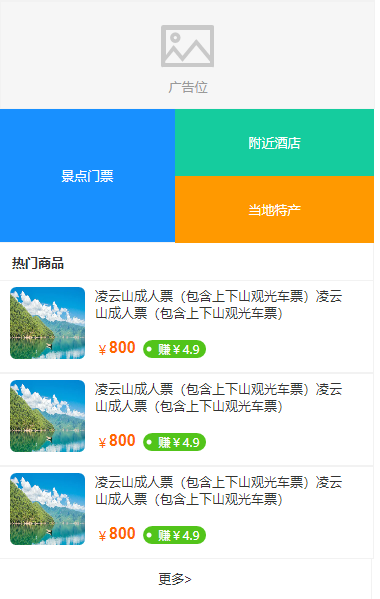 广告位
景点门票
附近酒店
当地特产
热门商品
凌云山成人票（包含上下山观光车票）凌云
山成人票（包含上下山观光车票）
￥800 赚￥4.9
凌云山成人票（包含上下山观光车票）凌云
山成人票（包含上下山观光车票）
￥800 赚￥4.9
凌云山成人票（包含上下山观光车票）凌云
山成人票（包含上下山观光车票）
￥800 赚￥4.9
更多>